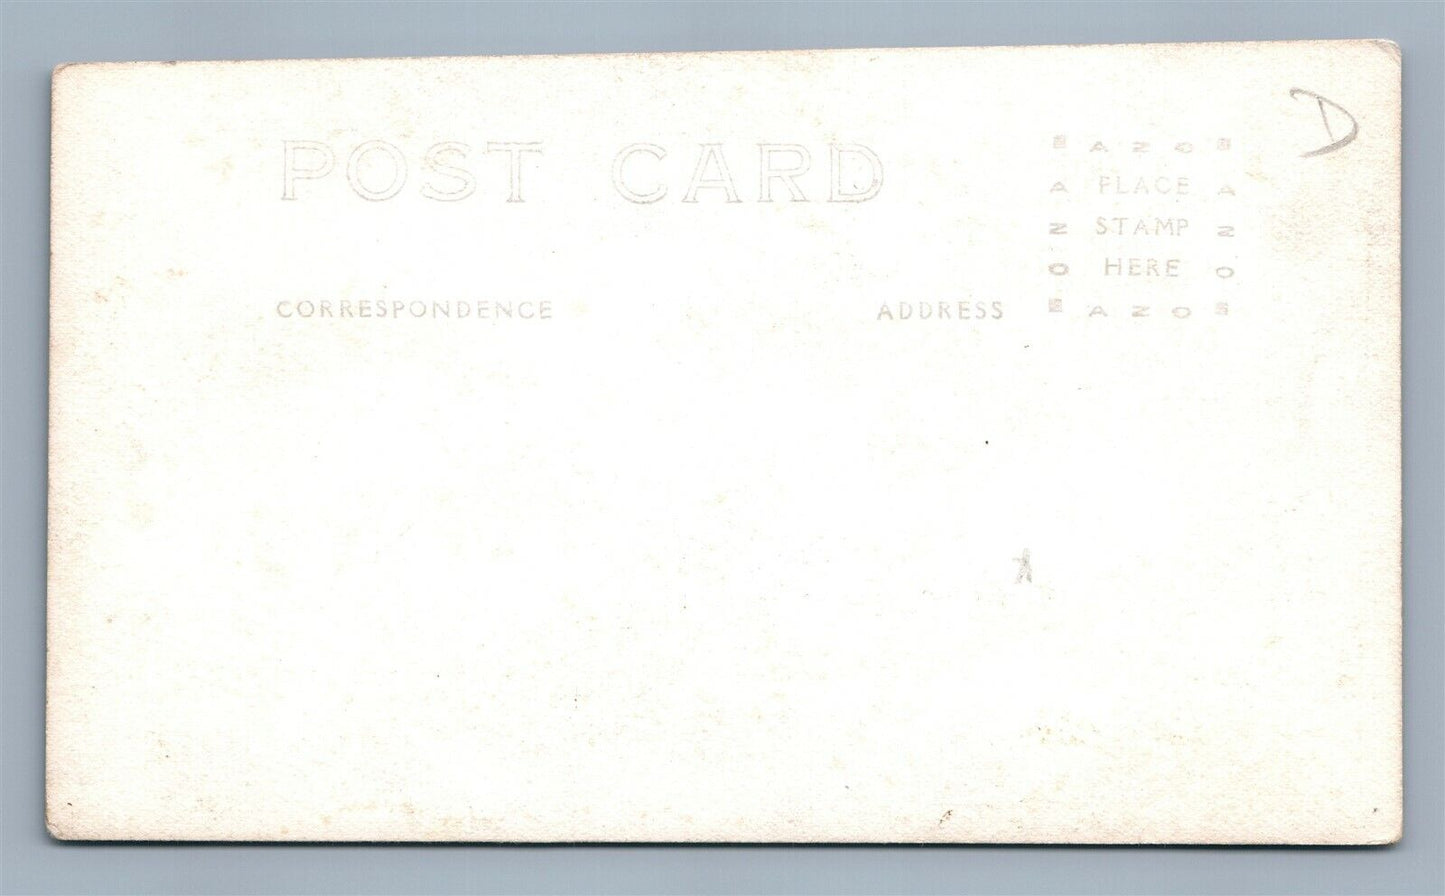 POST CARD
AZO
A PLACE A
Z STAMP Z
O HERE O
AZO
CORRESPONDENCE
ADDRESS
D